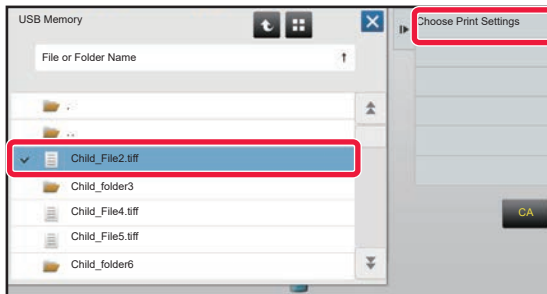 USB Memory
Choose Print Settings
File or Folder Name
.
..
Child_File2.tiff
Child_folder3
Child_File4.tiff
Child_File5.tiff
Child_folder6
CA